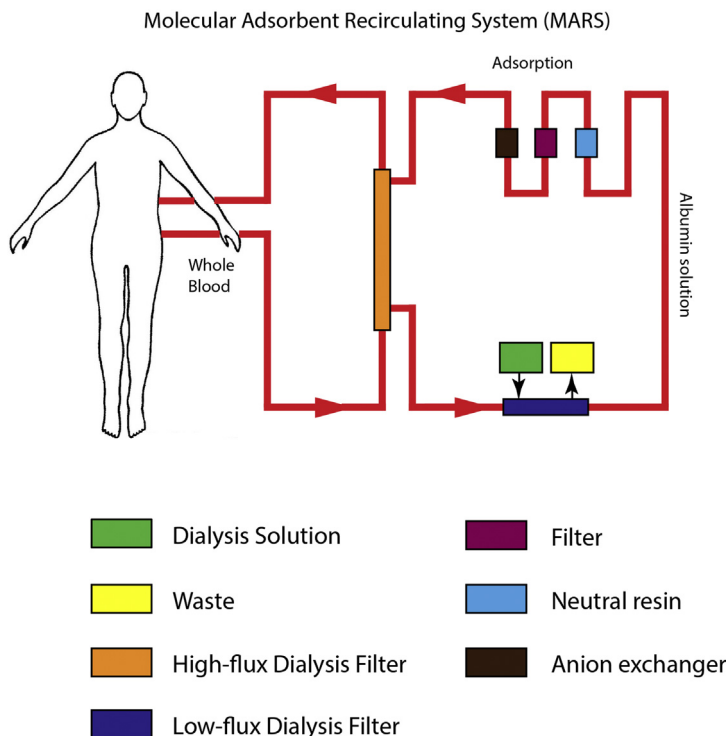 Molecular Adsorbent Recirculating System (MARS)
Adsorption
Whole
Blood
Albumin solution
Dialysis Solution
Filter
Waste
Neutral resin
High-flux Dialysis Filter
Anion exchanger
Low-flux Dialysis Filter